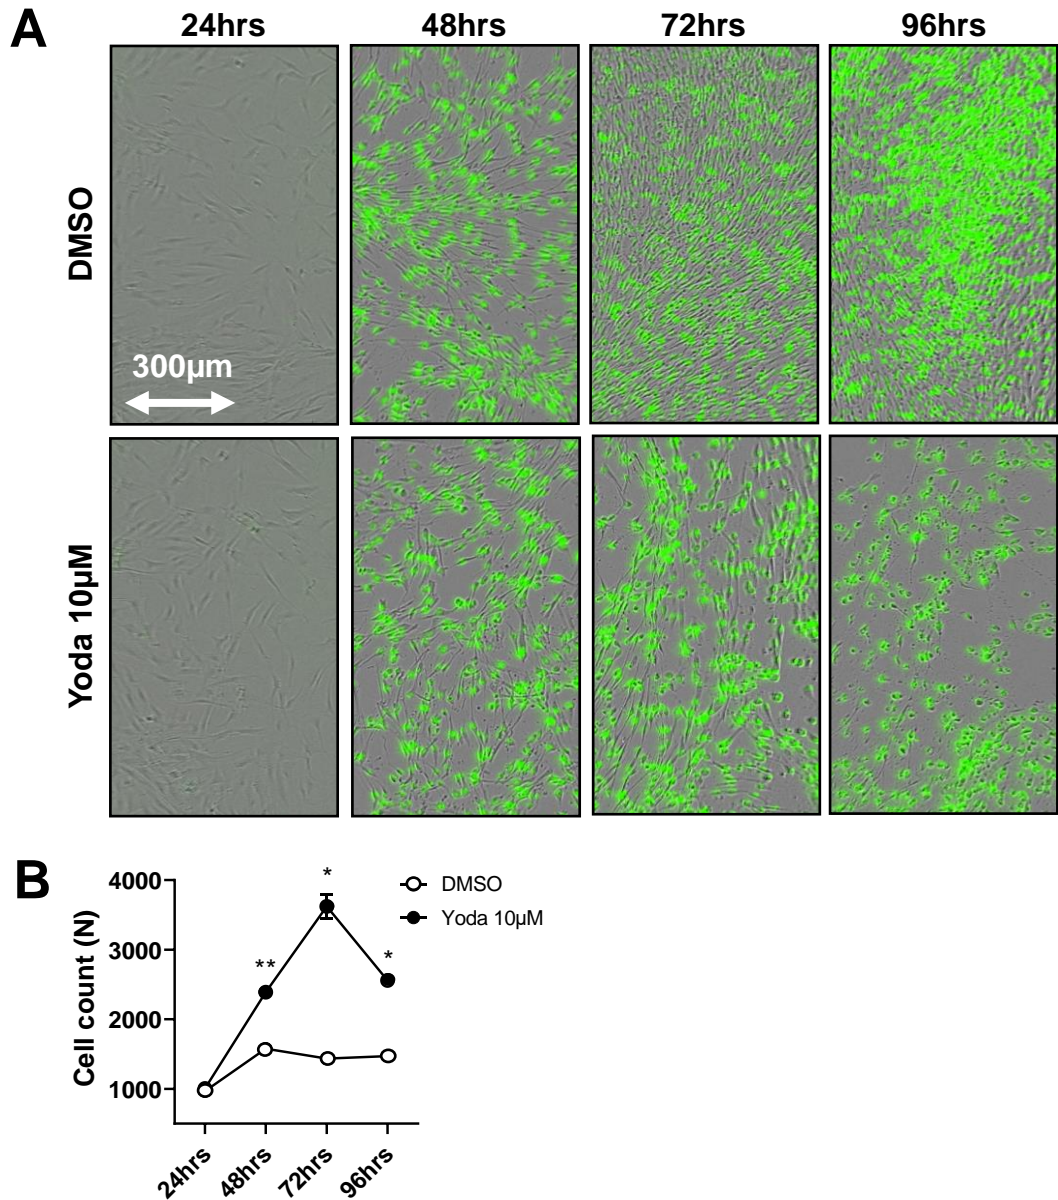 A
24hrs 48hrs 72hrs 96hrs
DMSO
300µm
Yoda 10µM
B
Cell count (N)
4000
3000
2000
1000
**
*
*
DMSO
Yoda 10µM
24hrs 48hrs 72hrs 96hrs